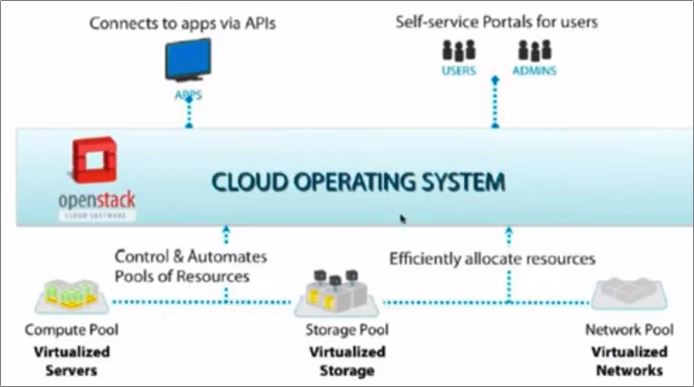 Connects to apps via APIs
Self-service Portals for users
APPS
USERS
ADMINS
openstack
CLOUD SOFTWARE
CLOUD OPERATING SYSTEM
Control & Automates
Pools of Resources
Efficiently allocate resources
Compute Pool
Virtualized
Servers
Storage Pool
Virtualized
Storage
Network Pool
Virtualized
Networks